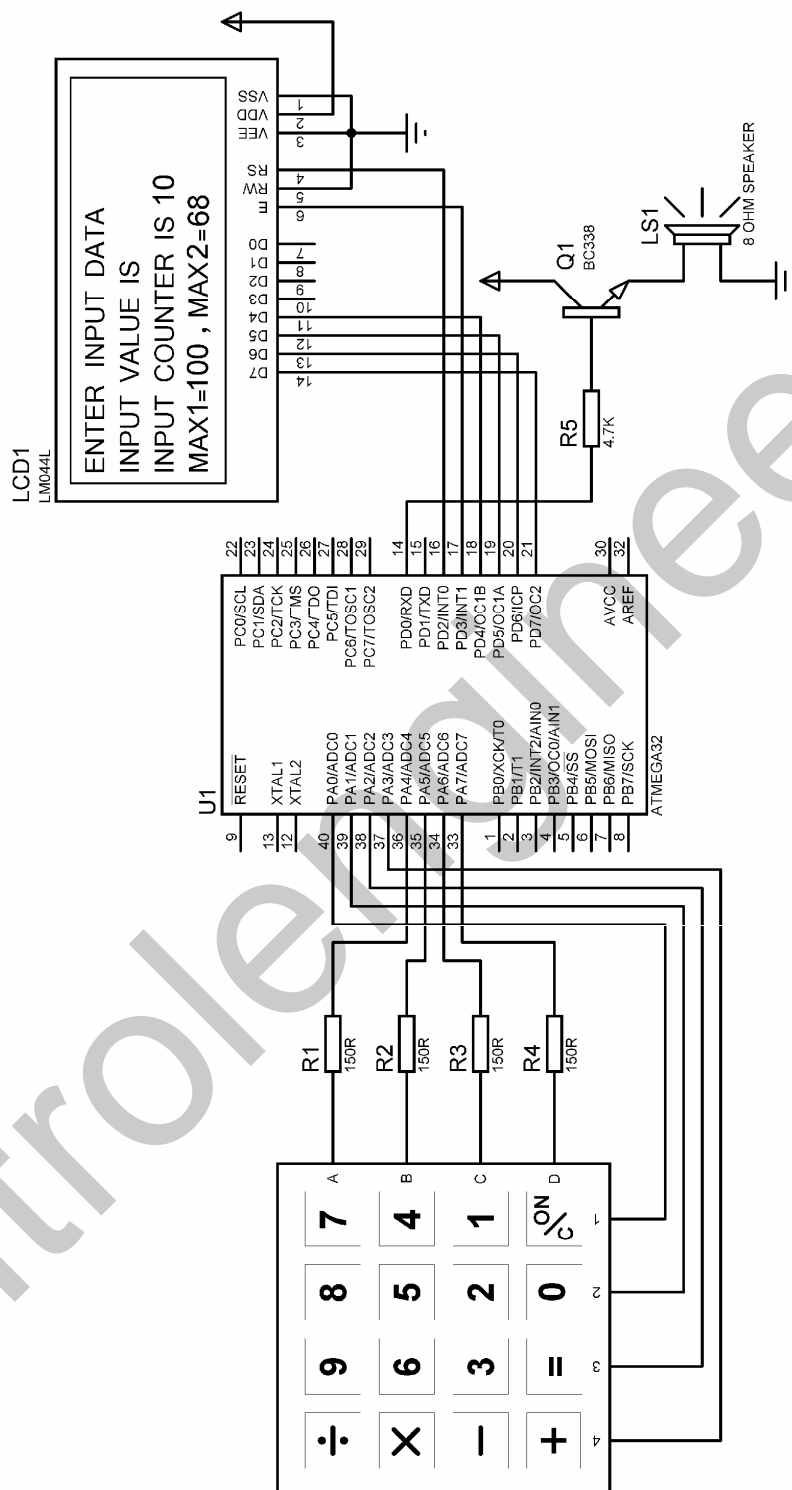 LCD1
LM044L
ENTER INPUT DATA
INPUT VALUE IS
INPUT COUNTER IS 10
MAX1=100 , MAX2=68
VSS
VDD
VEE
RS
RW
E
D0
D1
D2
D3
D4
D5
D6
D7
1
2
3
4
5
6
7
8
9
10
11
12
13
14
Q1
BC338
LS1
8 OHM SPEAKER
R5
4.7K
U1
ATMEGA32
9
RESET
13
XTAL1
12
XTAL2
40
PA0/ADC0
39
PA1/ADC1
38
PA2/ADC2
37
PA3/ADC3
36
PA4/ADC4
35
PA5/ADC5
34
PA6/ADC6
33
PA7/ADC7
1
PB0/XCK/T0
2
PB1/T1
3
PB2/INT2/AIN0
4
PB3/OC0/AIN1
5
PB4/SS
6
PB5/MOSI
7
PB6/MISO
8
PB7/SCK
PC0/SCL
22
PC1/SDA
23
PC2/TCK
24
PC3/TMS
25
PC4/TDO
26
PC5/TDI
27
PC6/TOSC1
28
PC7/TOSC2
29
PD0/RXD
14
PD1/TXD
15
PD2/INT0
16
PD3/INT1
17
PD4/OC1B
18
PD5/OC1A
19
PD6/ICP
20
PD7/OC2
21
AVCC
30
AREF
32
R1
150R
R2
150R
R3
150R
R4
150R
7 8 9 ÷
4 5 6 ×
1 2 3 −
ON/C 0 = +
A
B
C
D
1
2
3
4
trolenginee